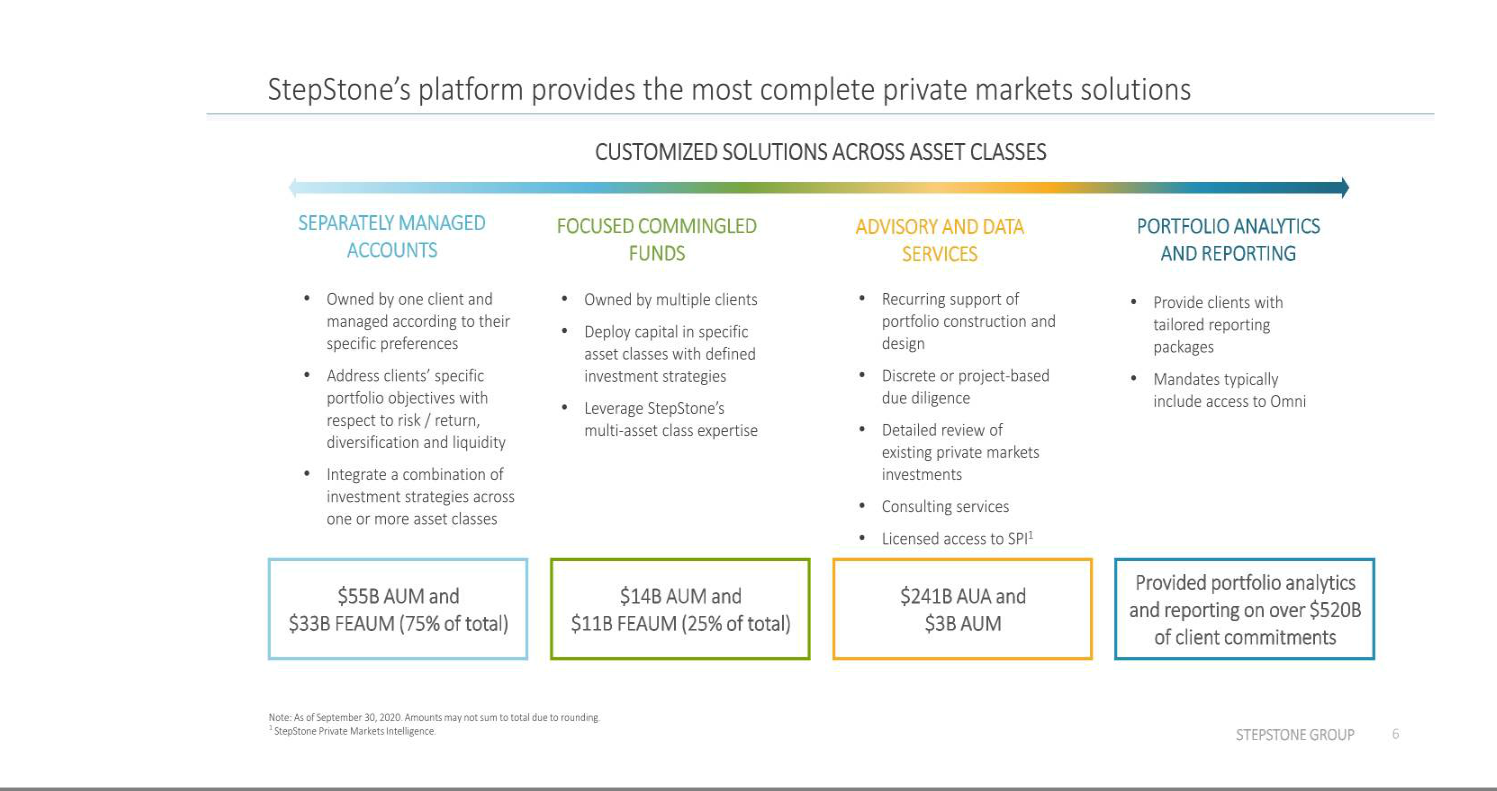 StepStone’s platform provides the most complete private markets solutions
CUSTOMIZED SOLUTIONS ACROSS ASSET CLASSES
SEPARATELY MANAGED
ACCOUNTS
• Owned by one client and
managed according to their
specific preferences
• Address clients’ specific
portfolio objectives with
respect to risk / return,
diversification and liquidity
• Integrate a combination of
investment strategies across
one or more asset classes
$55B AUM and
$33B FEAUM (75% of total)
FOCUSED COMMINGLED
FUNDS
• Owned by multiple clients
• Deploy capital in specific
asset classes with defined
investment strategies
• Leverage StepStone’s
multi-asset class expertise
$14B AUM and
$11B FEAUM (25% of total)
ADVISORY AND DATA
SERVICES
• Recurring support of
portfolio construction and
design
• Discrete or project-based
due diligence
• Detailed review of
existing private markets
investments
• Consulting services
• Licensed access to SPI¹
$241B AUA and
$3B AUM
PORTFOLIO ANALYTICS
AND REPORTING
• Provide clients with
tailored reporting
packages
• Mandates typically
include access to Omni
Provided portfolio analytics
and reporting on over $520B
of client commitments
Note: As of September 30, 2020. Amounts may not sum to total due to rounding.
¹ StepStone Private Markets Intelligence.
STEPSTONE GROUP 6